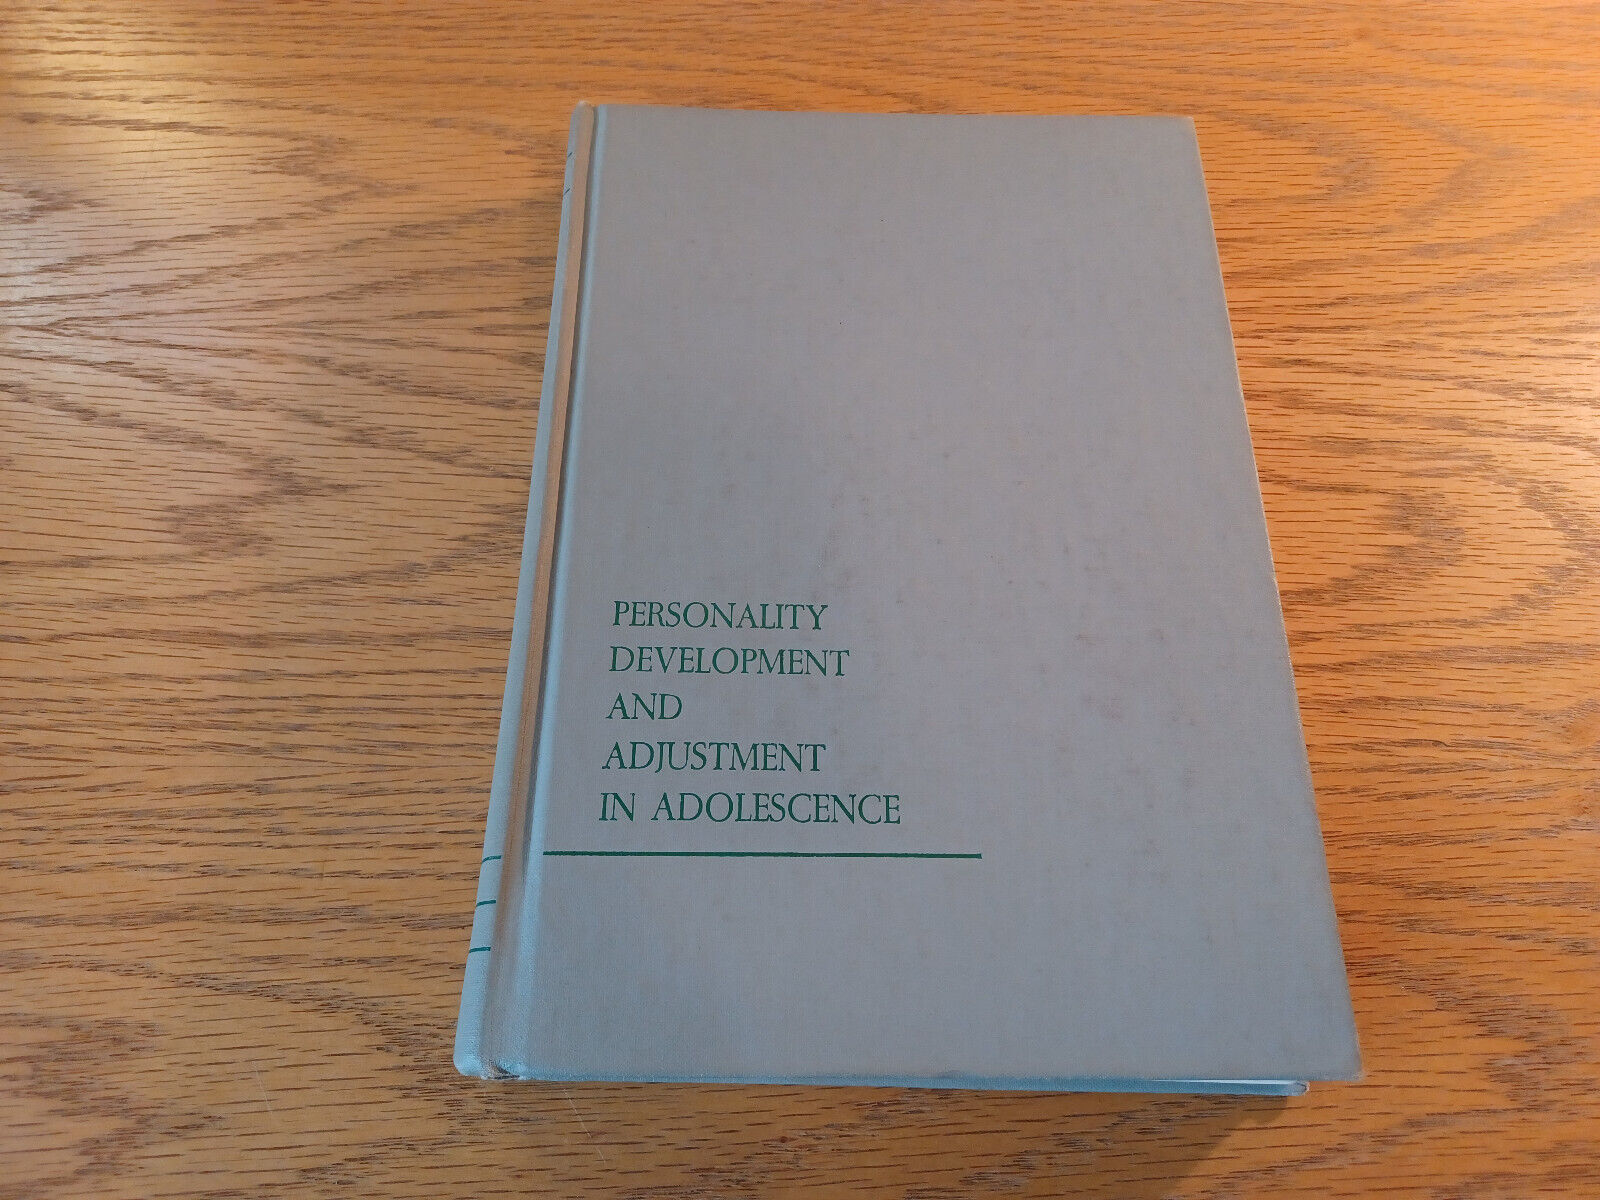 PERSONALITY
DEVELOPMENT
AND
ADJUSTMENT
IN ADOLESCENCE